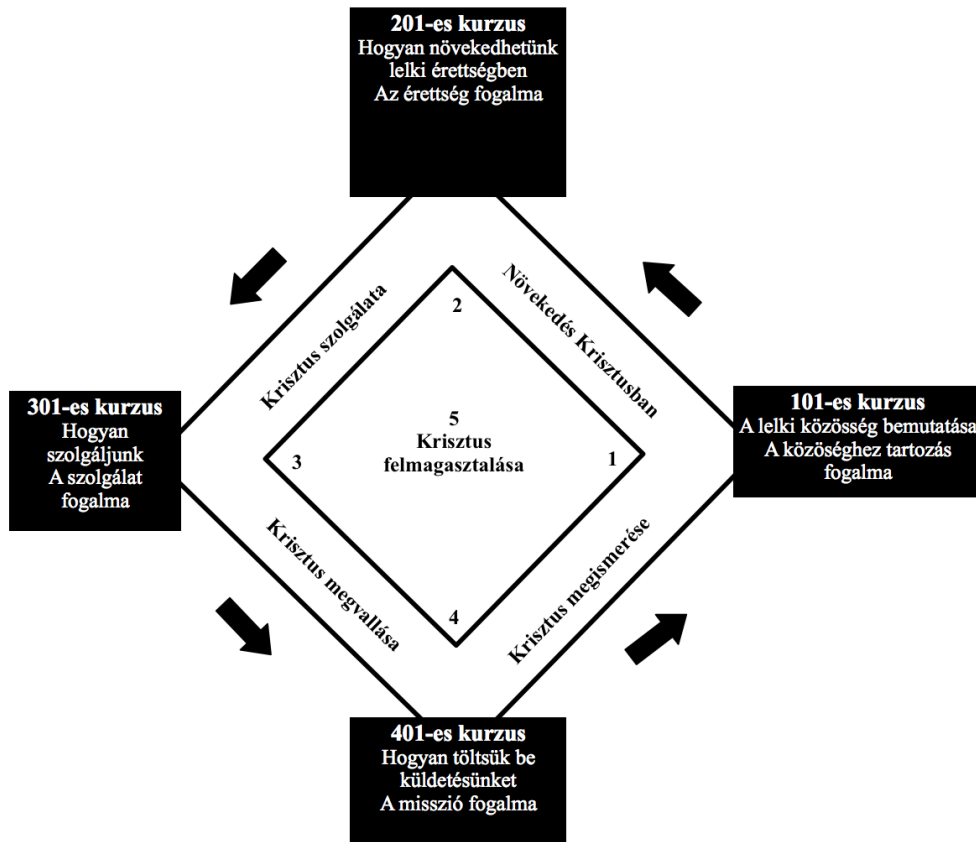 201-es kurzus
Hogyan növekedhetünk
lelki érettségben
Az érettség fogalma
Krisztus szolgálata
Növekedés Krisztusban
2
301-es kurzus
Hogyan
szolgáljunk
A szolgálat
fogalma
3
5
Krisztus
felmagasztalása
1
101-es kurzus
A lelki közösség bemutatása
A közöséghez tartozás
fogalma
Krisztus megvallása
Krisztus megismerése
4
401-es kurzus
Hogyan töltsük be
küldetésünket
A misszió fogalma